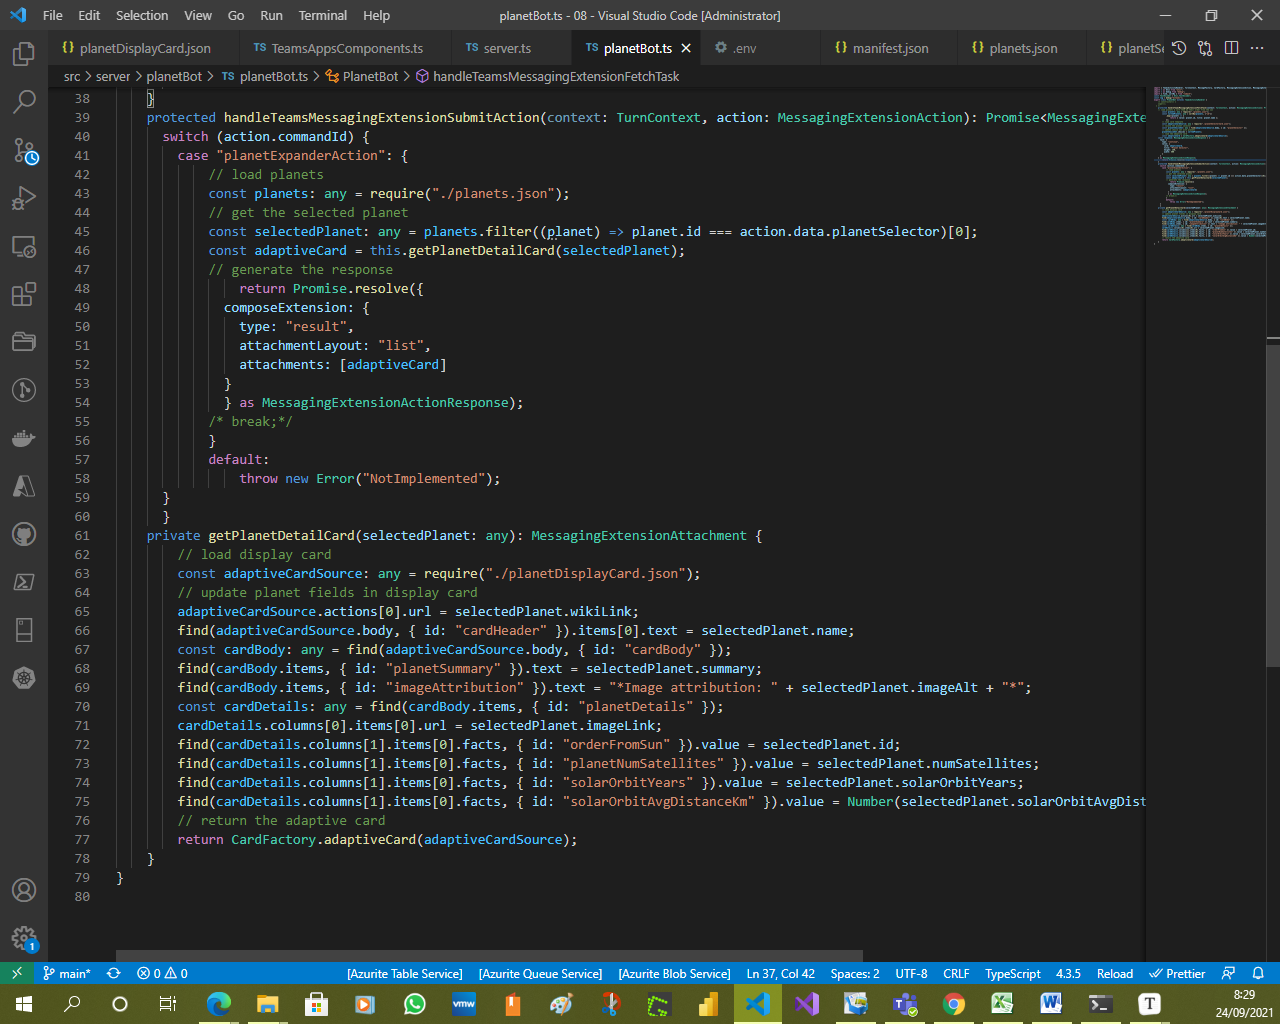 File Edit Selection View Go Run Terminal Help planetBot.ts - 08 - Visual Studio Code [Administrator]
{} planetDisplayCard.json TS TeamsAppsComponents.ts TS server.ts TS planetBot.ts .env {} manifest.json {} planets.json {} planetSe
src > server > planetBot > TS planetBot.ts > PlanetBot > handleTeamsMessagingExtensionFetchTask
38 }
39 protected handleTeamsMessagingExtensionSubmitAction(context: TurnContext, action: MessagingExtensionAction): Promise<MessagingExte
40 switch (action.commandId) {
41 case "planetExpanderAction": {
42 // load planets
43 const planets: any = require("./planets.json");
44 // get the selected planet
45 const selectedPlanet: any = planets.filter((planet) => planet.id === action.data.planetSelector)[0];
46 const adaptiveCard = this.getPlanetDetailCard(selectedPlanet);
47 // generate the response
48 return Promise.resolve({
49 composeExtension: {
50 type: "result",
51 attachmentLayout: "list",
52 attachments: [adaptiveCard]
53 }
54 } as MessagingExtensionActionResponse);
55 /* break;*/
56 }
57 default:
58 throw new Error("NotImplemented");
59 }
60 }
61 private getPlanetDetailCard(selectedPlanet: any): MessagingExtensionAttachment {
62 // load display card
63 const adaptiveCardSource: any = require("./planetDisplayCard.json");
64 // update planet fields in display card
65 adaptiveCardSource.actions[0].url = selectedPlanet.wikiLink;
66 find(adaptiveCardSource.body, { id: "cardHeader" }).items[0].text = selectedPlanet.name;
67 const cardBody: any = find(adaptiveCardSource.body, { id: "cardBody" });
68 find(cardBody.items, { id: "planetSummary" }).text = selectedPlanet.summary;
69 find(cardBody.items, { id: "imageAttribution" }).text = "*Image attribution: " + selectedPlanet.imageAlt + "*";
70 const cardDetails: any = find(cardBody.items, { id: "planetDetails" });
71 cardDetails.columns[0].items[0].url = selectedPlanet.imageLink;
72 find(cardDetails.columns[1].items[0].facts, { id: "orderFromSun" }).value = selectedPlanet.id;
73 find(cardDetails.columns[1].items[0].facts, { id: "planetNumSatellites" }).value = selectedPlanet.numSatellites;
74 find(cardDetails.columns[1].items[0].facts, { id: "solarOrbitYears" }).value = selectedPlanet.solarOrbitYears;
75 find(cardDetails.columns[1].items[0].facts, { id: "solarOrbitAvgDistanceKm" }).value = Number(selectedPlanet.solarOrbitAvgDist
76 // return the adaptive card
77 return CardFactory.adaptiveCard(adaptiveCardSource);
78 }
79 }
80
1
main* 0 0 [Azurite Table Service] [Azurite Queue Service] [Azurite Blob Service] Ln 37, Col 42 Spaces: 2 UTF-8 CRLF TypeScript 4.3.5 Reload Prettier
vmw W T
8:29
24/09/2021